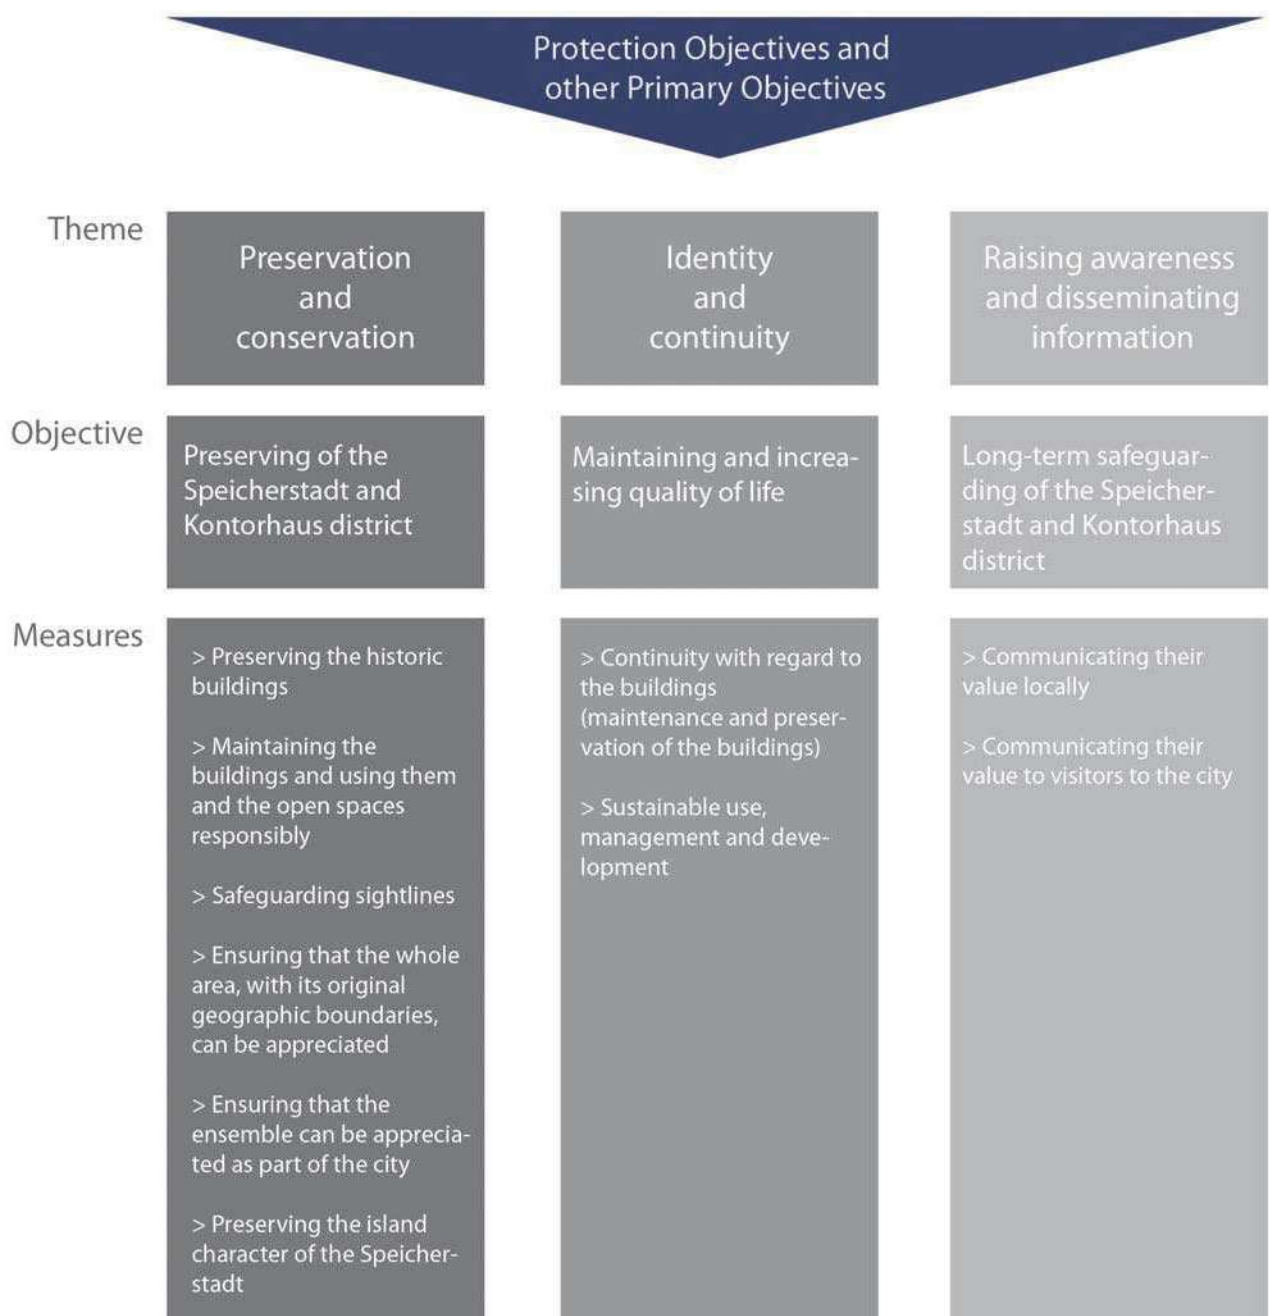 Protection Objectives and
other Primary Objectives
Theme
Preservation
and
conservation
Identity
and
continuity
Raising awareness
and disseminating
information
Objective
Preserving of the
Speicherstadt and
Kontorhaus district
Maintaining and increa-
sing quality of life
Long-term safeguar-
ding of the Speicher-
stadt and Kontorhaus
district
Measures
> Preserving the historic
buildings
> Maintaining the
buildings and using them
and the open spaces
responsibly
> Safeguarding sightlines
> Ensuring that the whole
area, with its original
geographic boundaries,
can be appreciated
> Ensuring that the
ensemble can be apprecia-
ted as part of the city
> Preserving the island
character of the Speicher-
stadt
> Continuity with regard to
the buildings
(maintenance and preser-
vation of the buildings)
> Sustainable use,
management and deve-
lopment
> Communicating their
value locally
> Communicating their
value to visitors to the city